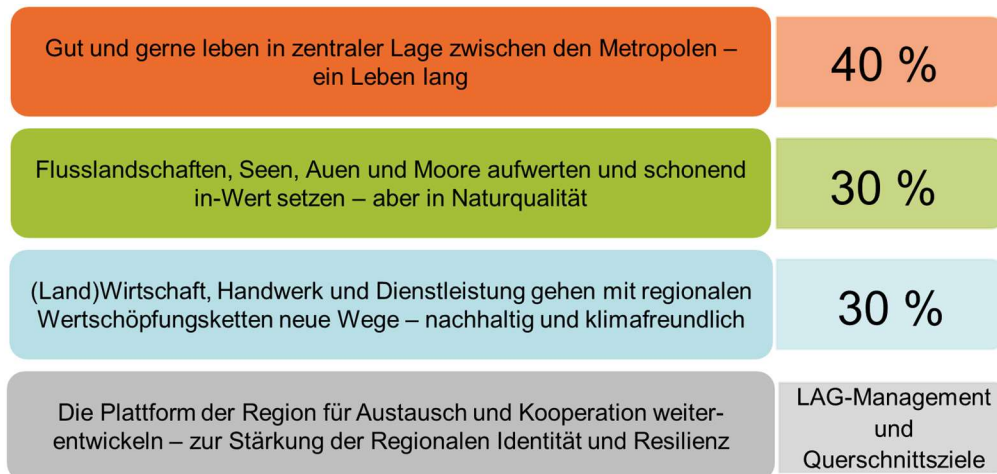 Gut und gerne leben in zentraler Lage zwischen den Metropolen –
ein Leben lang
40 %
Flusslandschaften, Seen, Auen und Moore aufwerten und schonend
in-Wert setzen – aber in Naturqualität
30 %
(Land)Wirtschaft, Handwerk und Dienstleistung gehen mit regionalen
Wertschöpfungsketten neue Wege – nachhaltig und klimafreundlich
30 %
Die Plattform der Region für Austausch und Kooperation weiter-
entwickeln – zur Stärkung der Regionalen Identität und Resilienz
LAG-Management
und
Querschnittsziele